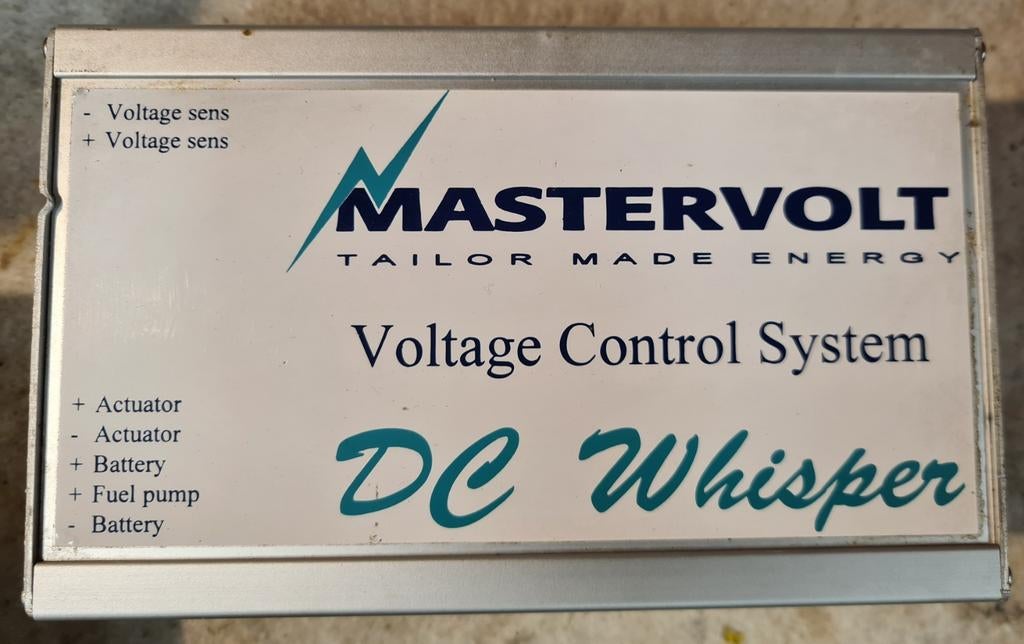 - Voltage sens
+ Voltage sens
MASTERVOLT
TAILOR MADE ENERGY
Voltage Control System
+ Actuator
- Actuator
+ Battery
+ Fuel pump
- Battery
DC Whisper